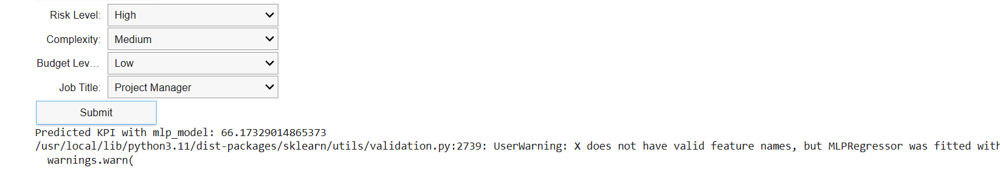 Risk Level: High
Complexity: Medium
Budget Lev... Low
Job Title: Project Manager
Submit
Predicted KPI with mlp_model: 66.17329014865373
/usr/local/lib/python3.11/dist-packages/sklearn/utils/validation.py:2739: UserWarning: X does not have valid feature names, but MLPRegressor was fitted with
warnings.warn(